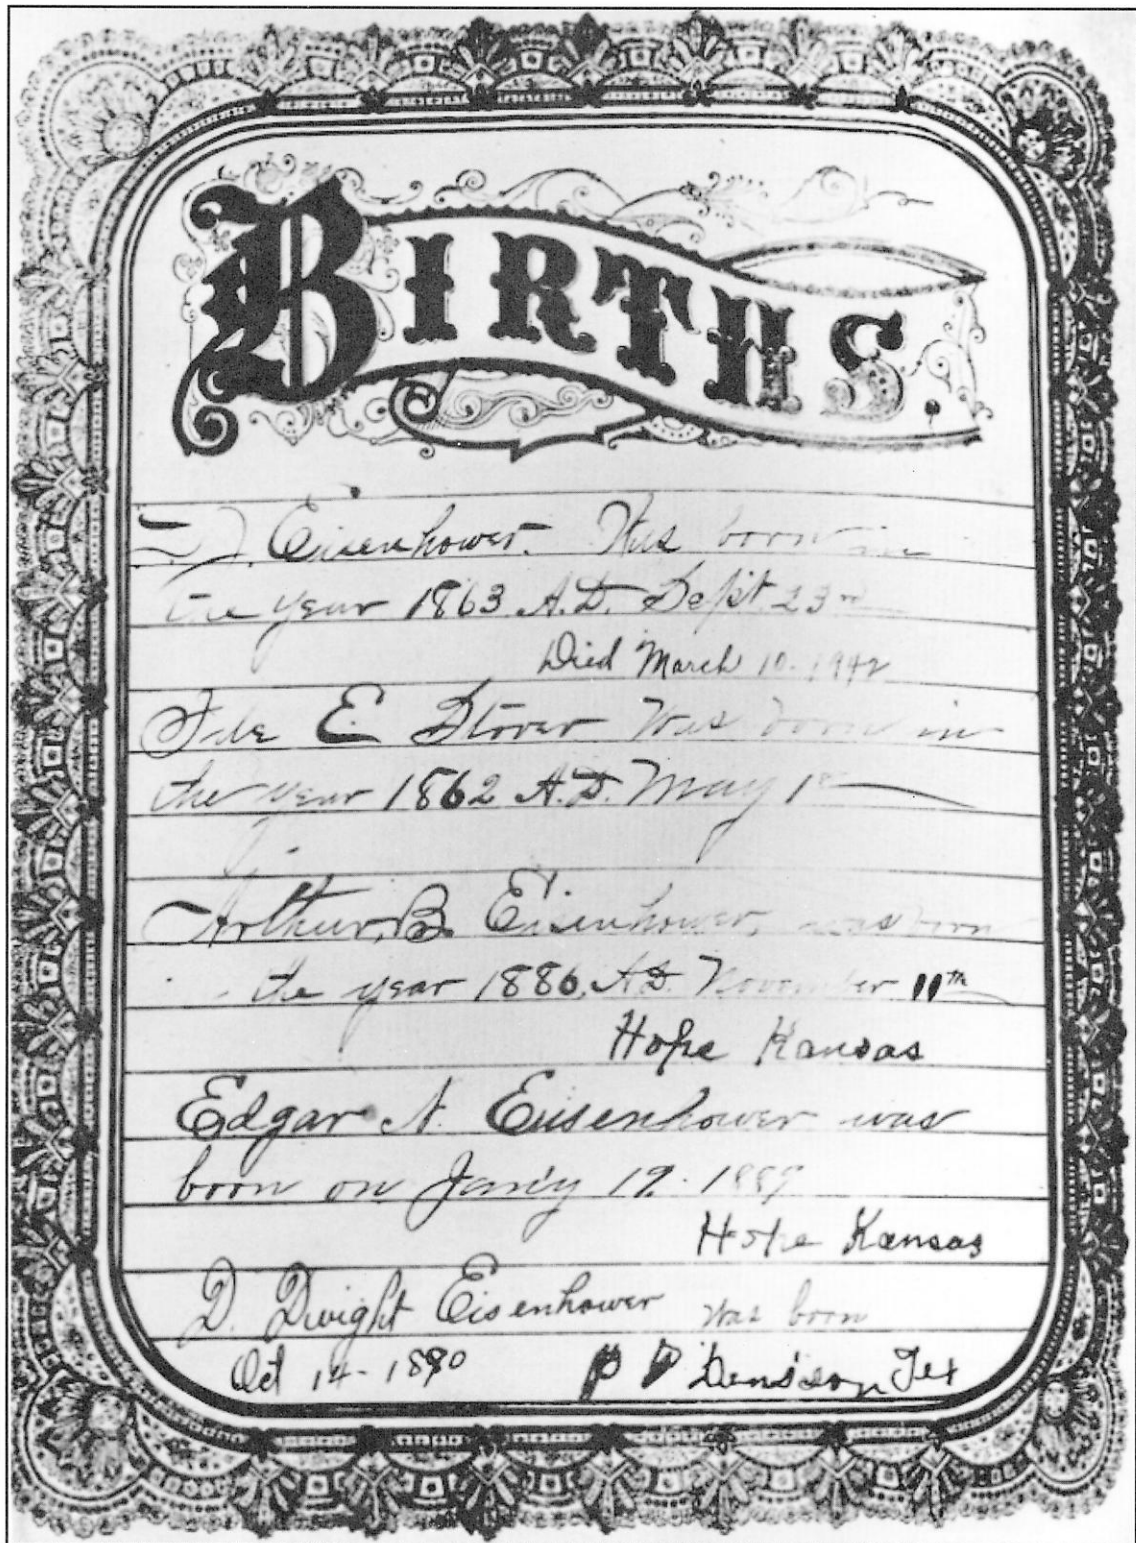 BIRTHS.
D. J. Eisenhower. Was born in
the year 1863 A.D. Sept. 23rd
Died March 10. 1942
Ida E. Stover Was born in
the year 1862 A.D. May 1st
Arthur, B. Eisenhower, was born
the year 1886, A.D. November 11th
Hope Kansas
Edgar N. Eisenhower was
born on Jan'y 19. 1889
Hope Kansas
D. Dwight Eisenhower was born
Oct 14-1890 Denison Tex